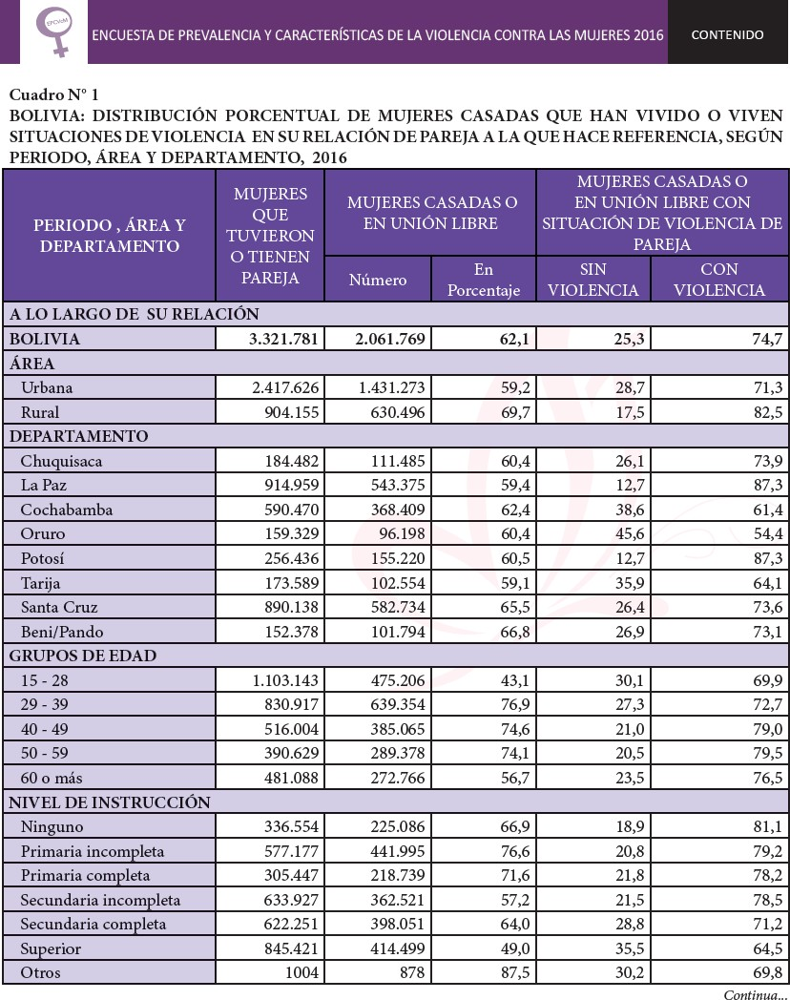 EPCVcM
ENCUESTA DE PREVALENCIA Y CARACTERÍSTICAS DE LA VIOLENCIA CONTRA LAS MUJERES 2016 CONTENIDO
Cuadro N° 1
BOLIVIA: DISTRIBUCIÓN PORCENTUAL DE MUJERES CASADAS QUE HAN VIVIDO O VIVEN
SITUACIONES DE VIOLENCIA EN SU RELACIÓN DE PAREJA A LA QUE HACE REFERENCIA, SEGÚN
PERIODO, ÁREA Y DEPARTAMENTO, 2016
PERIODO , ÁREA Y
DEPARTAMENTO
MUJERES
QUE
TUVIERON
O TIENEN
PAREJA
MUJERES CASADAS O
EN UNIÓN LIBRE
MUJERES CASADAS O
EN UNIÓN LIBRE CON
SITUACIÓN DE VIOLENCIA DE
PAREJA
Número
En
Porcentaje
SIN
VIOLENCIA
CON
VIOLENCIA
A LO LARGO DE SU RELACIÓN
BOLIVIA 3.321.781 2.061.769 62,1 25,3 74,7
ÁREA
Urbana 2.417.626 1.431.273 59,2 28,7 71,3
Rural 904.155 630.496 69,7 17,5 82,5
DEPARTAMENTO
Chuquisaca 184.482 111.485 60,4 26,1 73,9
La Paz 914.959 543.375 59,4 12,7 87,3
Cochabamba 590.470 368.409 62,4 38,6 61,4
Oruro 159.329 96.198 60,4 45,6 54,4
Potosí 256.436 155.220 60,5 12,7 87,3
Tarija 173.589 102.554 59,1 35,9 64,1
Santa Cruz 890.138 582.734 65,5 26,4 73,6
Beni/Pando 152.378 101.794 66,8 26,9 73,1
GRUPOS DE EDAD
15 - 28 1.103.143 475.206 43,1 30,1 69,9
29 - 39 830.917 639.354 76,9 27,3 72,7
40 - 49 516.004 385.065 74,6 21,0 79,0
50 - 59 390.629 289.378 74,1 20,5 79,5
60 o más 481.088 272.766 56,7 23,5 76,5
NIVEL DE INSTRUCCIÓN
Ninguno 336.554 225.086 66,9 18,9 81,1
Primaria incompleta 577.177 441.995 76,6 20,8 79,2
Primaria completa 305.447 218.739 71,6 21,8 78,2
Secundaria incompleta 633.927 362.521 57,2 21,5 78,5
Secundaria completa 622.251 398.051 64,0 28,8 71,2
Superior 845.421 414.499 49,0 35,5 64,5
Otros 1004 878 87,5 30,2 69,8
Continua...